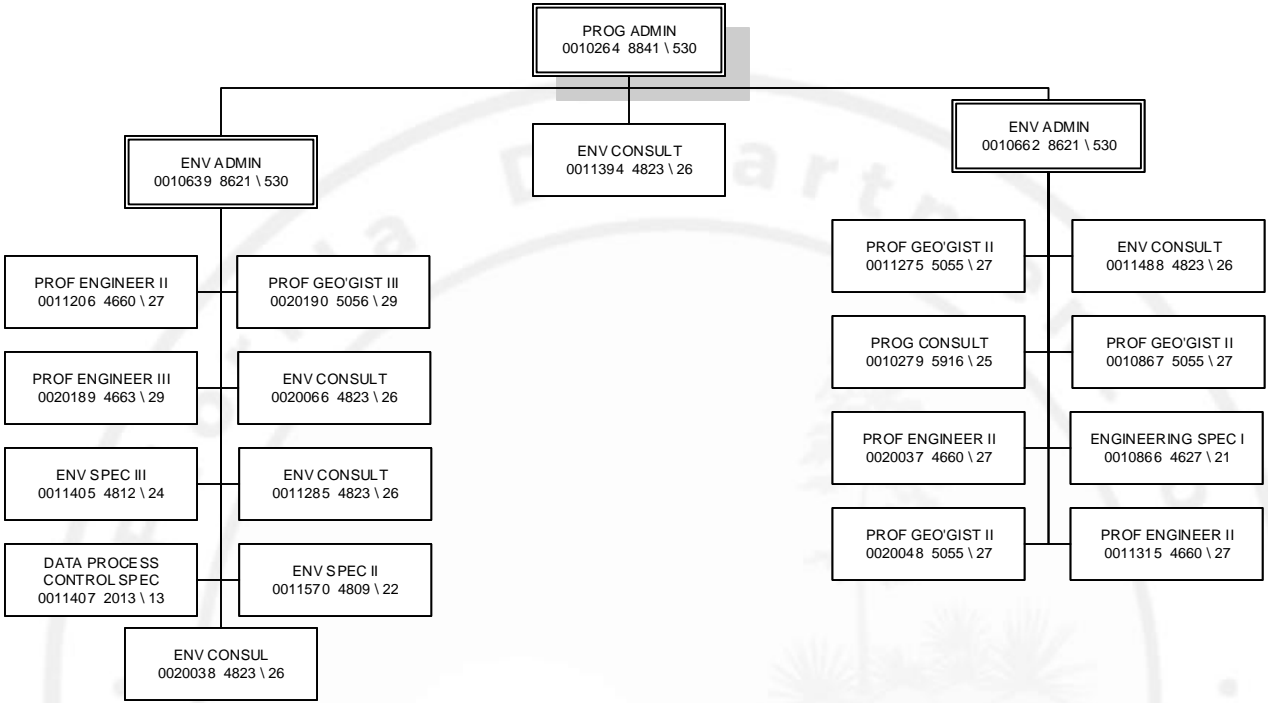 PROG ADMIN
0010264 8841 \ 530
ENV ADMIN
0010639 8621 \ 530
ENV CONSULT
0011394 4823 \ 26
ENV ADMIN
0010662 8621 \ 530
PROF ENGINEER II
0011206 4660 \ 27
PROF GEO'GIST III
0020190 5056 \ 29
PROF ENGINEER III
0020189 4663 \ 29
ENV CONSULT
0020066 4823 \ 26
ENV SPEC III
0011405 4812 \ 24
ENV CONSULT
0011285 4823 \ 26
DATA PROCESS
CONTROL SPEC
0011407 2013 \ 13
ENV SPEC II
0011570 4809 \ 22
ENV CONSUL
0020038 4823 \ 26
PROF GEO'GIST II
0011275 5055 \ 27
ENV CONSULT
0011488 4823 \ 26
PROG CONSULT
0010279 5916 \ 25
PROF GEO'GIST II
0010867 5055 \ 27
PROF ENGINEER II
0020037 4660 \ 27
ENGINEERING SPEC I
0010866 4627 \ 21
PROF GEO'GIST II
0020048 5055 \ 27
PROF ENGINEER II
0011315 4660 \ 27